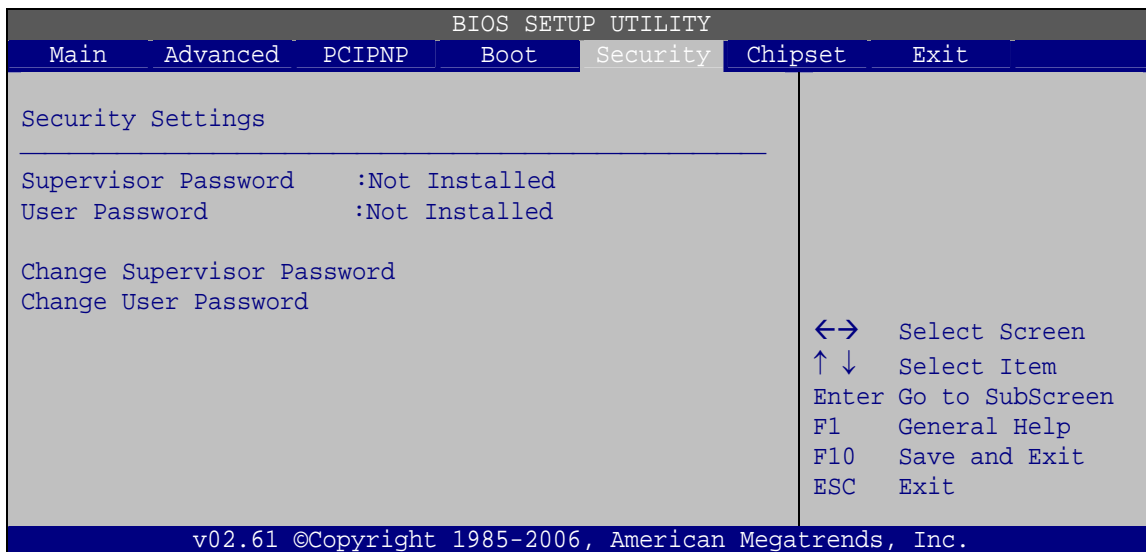 BIOS SETUP UTILITY
Main Advanced PCIPNP Boot Security Chipset Exit
Security Settings
Supervisor Password :Not Installed
User Password :Not Installed
Change Supervisor Password
Change User Password
←→ Select Screen
↑ ↓ Select Item
Enter Go to SubScreen
F1 General Help
F10 Save and Exit
ESC Exit
v02.61 ©Copyright 1985-2006, American Megatrends, Inc.